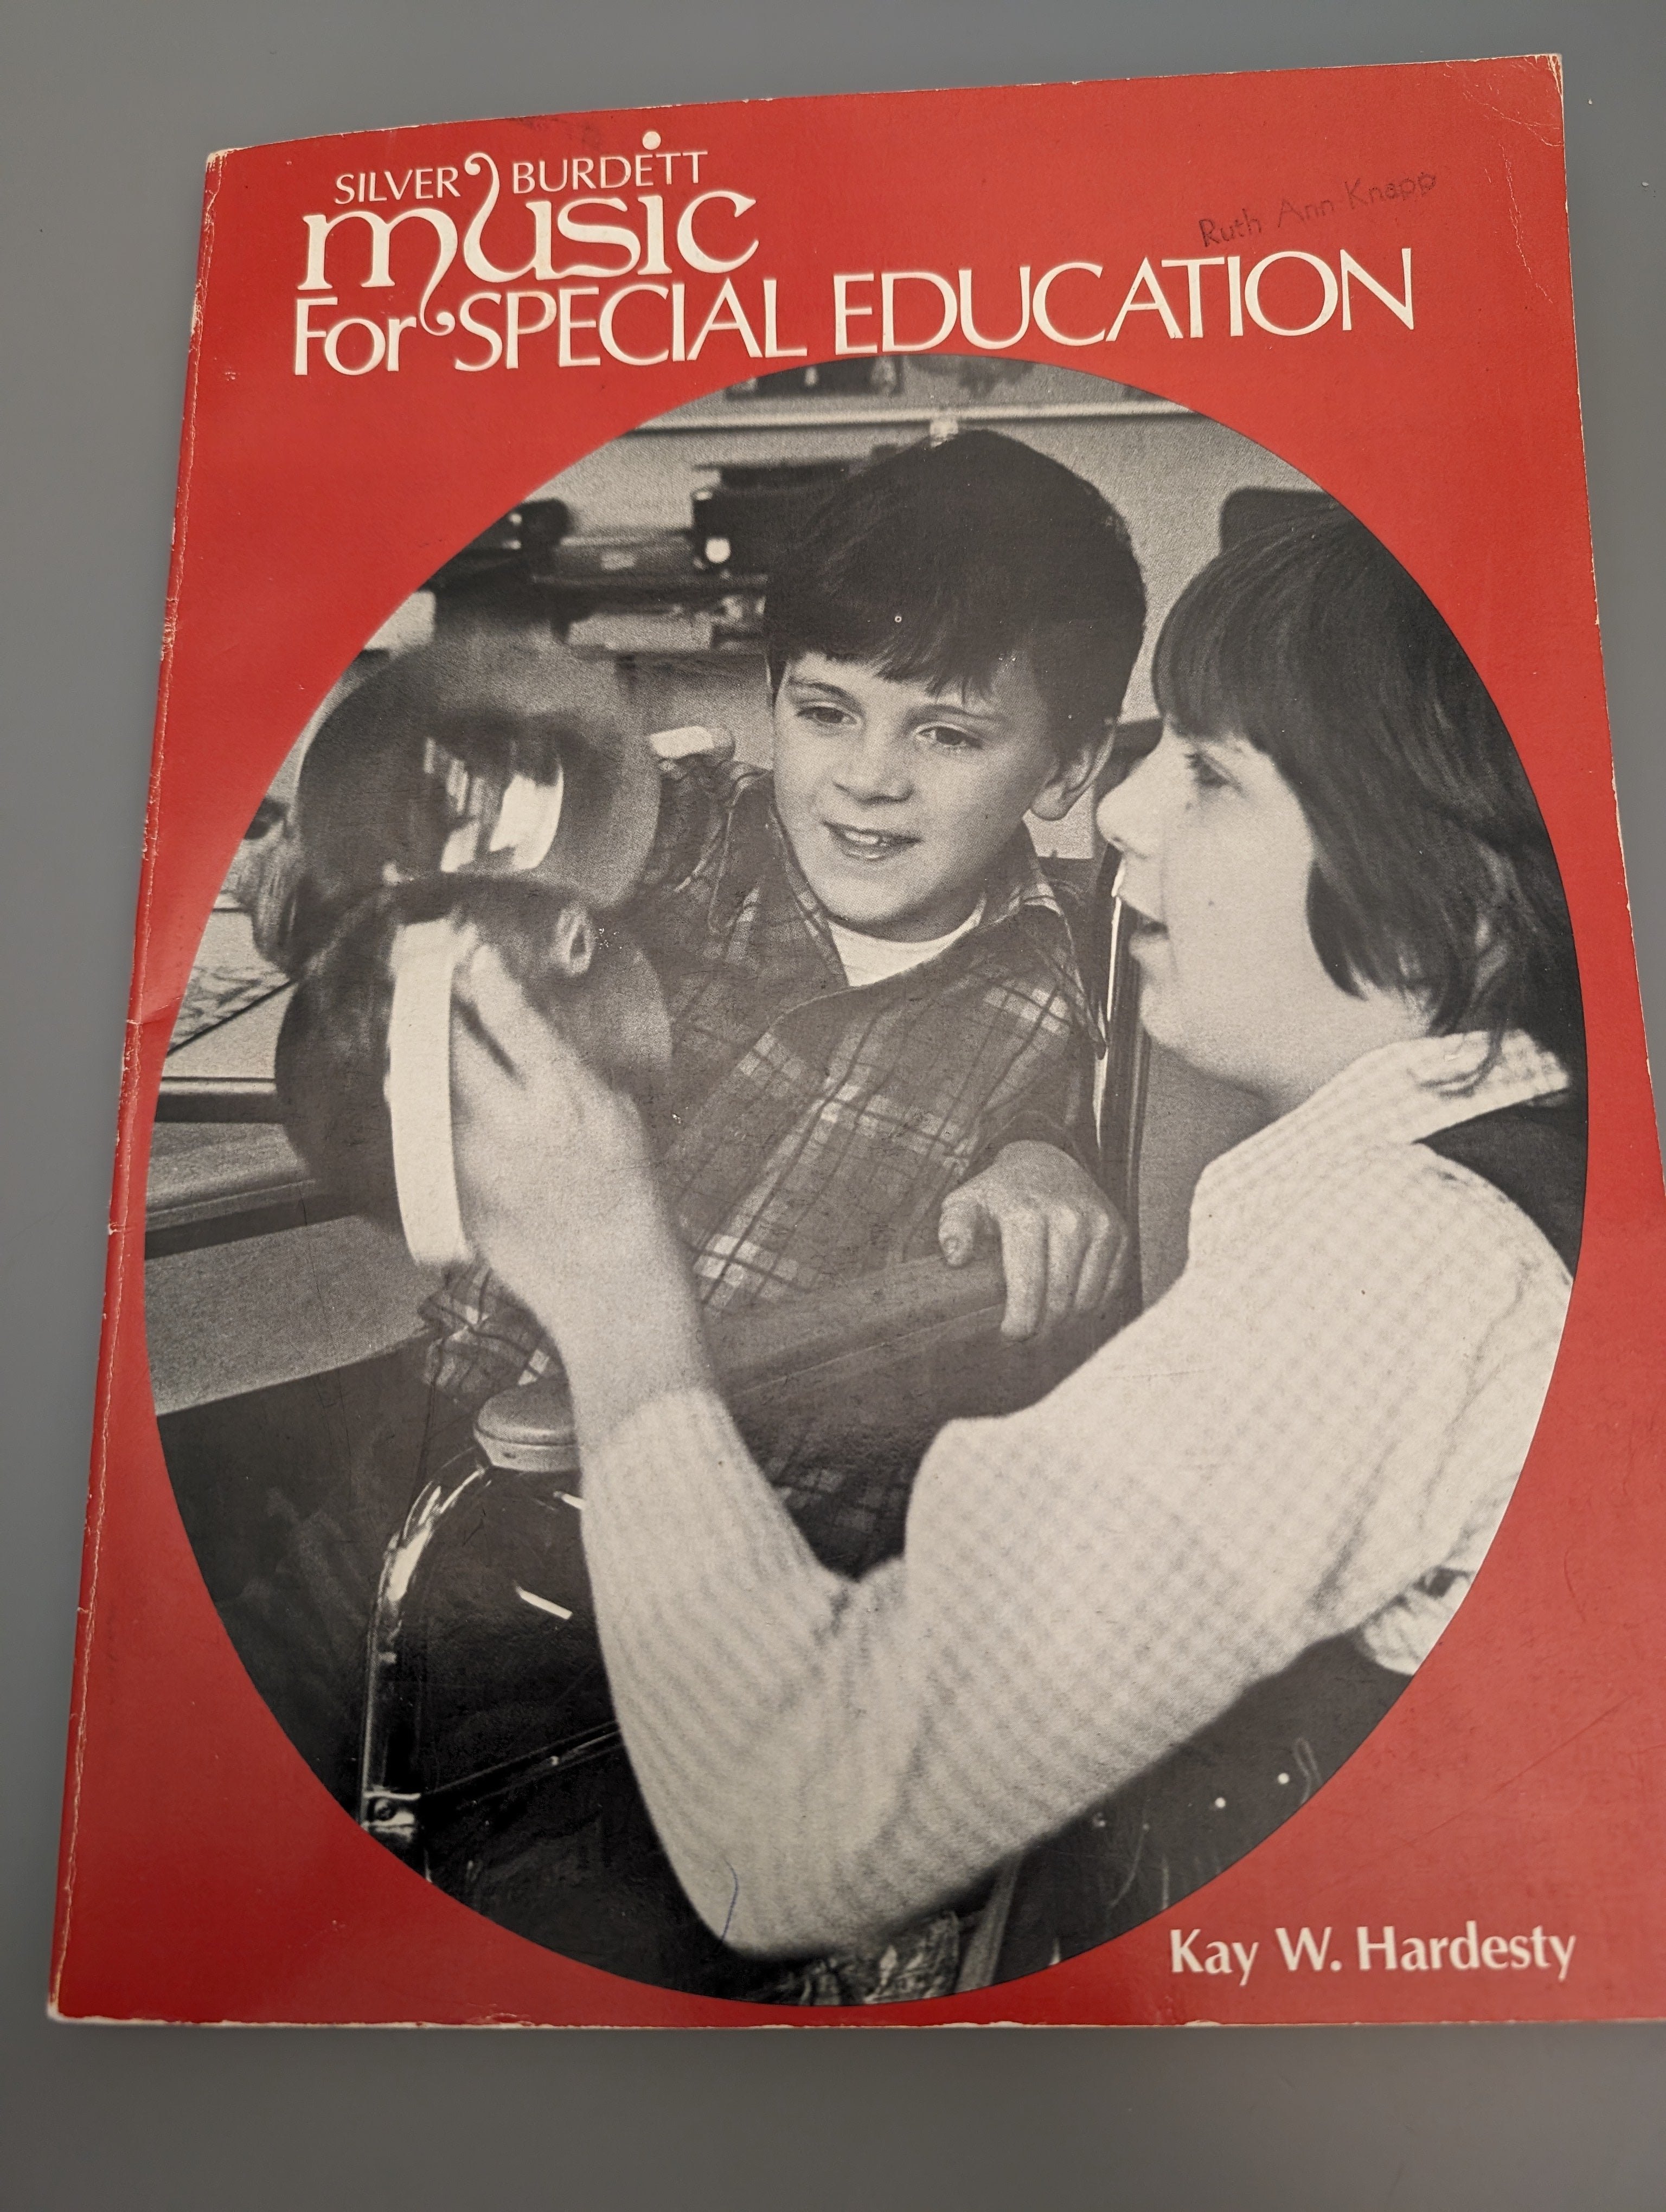 SILVER BURDETT
music
Ruth Ann Knapp
For SPECIAL EDUCATION
Kay W. Hardesty